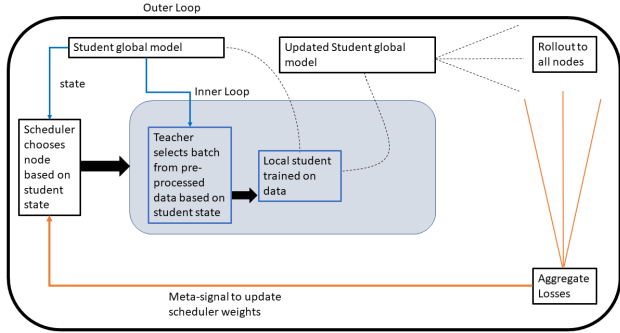 Outer Loop
Student global model
Updated Student global
model
Rollout to
all nodes
state
Inner Loop
Scheduler
chooses
node
based on
student
state
Teacher
selects batch
from pre-
processed
data based on
student state
Local student
trained on
data
Aggregate
Losses
Meta-signal to update
scheduler weights